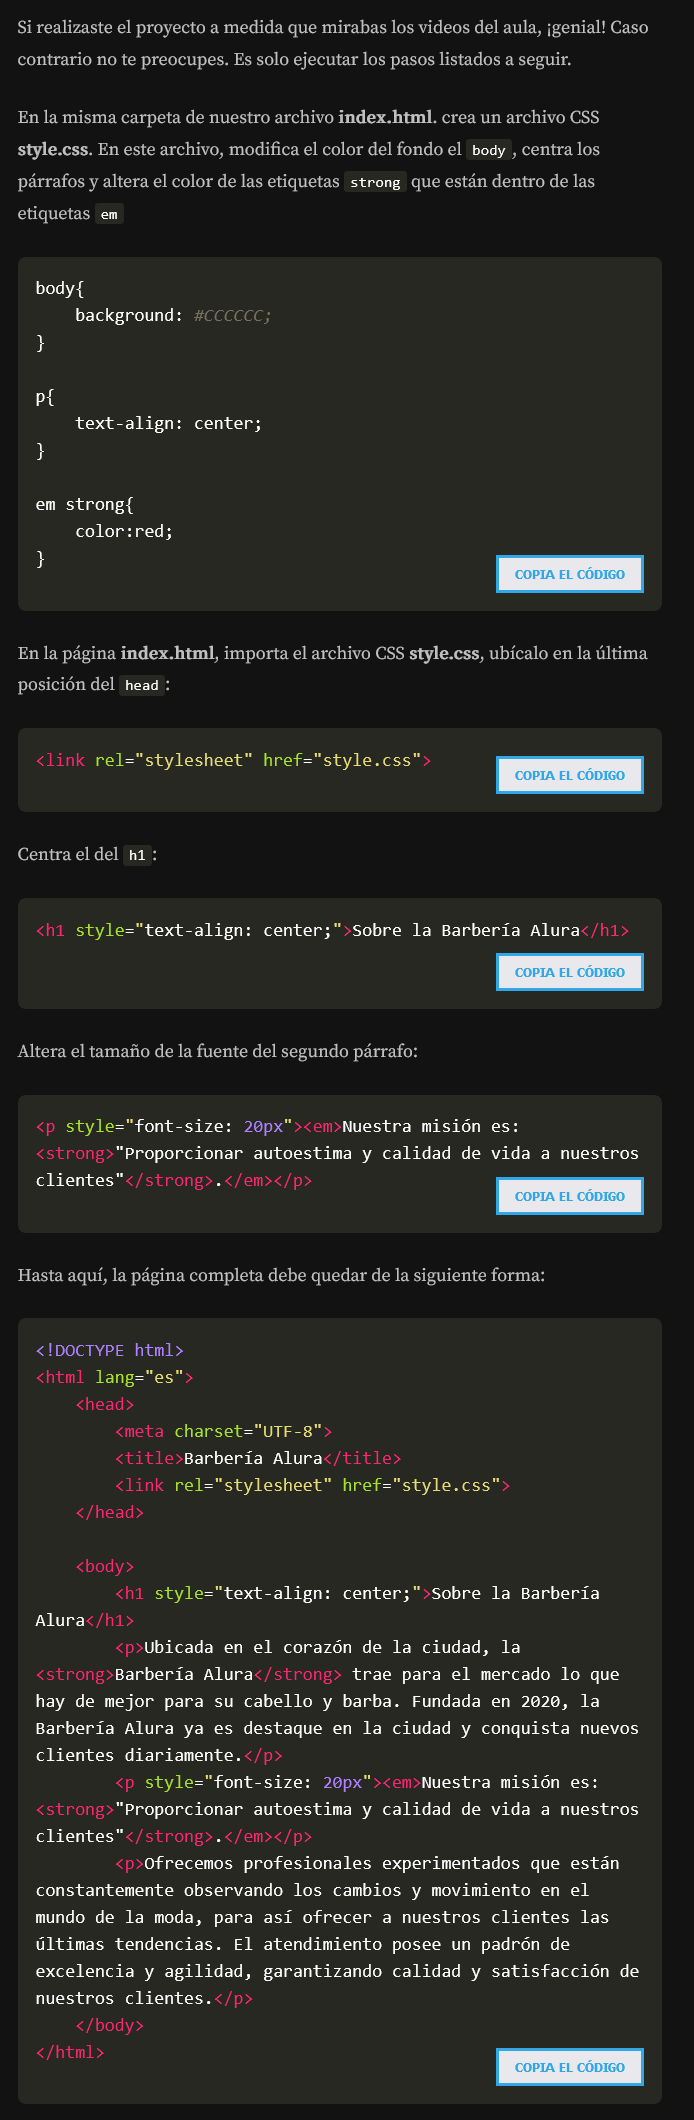 Si realizaste el proyecto a medida que mirabas los videos del aula, ¡genial! Caso
contrario no te preocupes. Es solo ejecutar los pasos listados a seguir.
En la misma carpeta de nuestro archivo index.html. crea un archivo CSS
style.css. En este archivo, modifica el color del fondo el body, centra los
párrafos y altera el color de las etiquetas strong que están dentro de las
etiquetas em
body{
    background: #CCCCCC;
}
p{
    text-align: center;
}
em strong{
    color:red;
}
COPIA EL CÓDIGO
En la página index.html, importa el archivo CSS style.css, ubícalo en la última
posición del head:
<link rel="stylesheet" href="style.css">
COPIA EL CÓDIGO
Centra el del h1:
<h1 style="text-align: center;">Sobre la Barbería Alura</h1>
COPIA EL CÓDIGO
Altera el tamaño de la fuente del segundo párrafo:
<p style="font-size: 20px"><em>Nuestra misión es:
<strong>"Proporcionar autoestima y calidad de vida a nuestros
clientes"</strong>.</em></p>
COPIA EL CÓDIGO
Hasta aquí, la página completa debe quedar de la siguiente forma:
<!DOCTYPE html>
<html lang="es">
    <head>
        <meta charset="UTF-8">
        <title>Barbería Alura</title>
        <link rel="stylesheet" href="style.css">
    </head>
    <body>
        <h1 style="text-align: center;">Sobre la Barbería
Alura</h1>
        <p>Ubicada en el corazón de la ciudad, la
<strong>Barbería Alura</strong> trae para el mercado lo que
hay de mejor para su cabello y barba. Fundada en 2020, la
Barbería Alura ya es destaque en la ciudad y conquista nuevos
clientes diariamente.</p>
        <p style="font-size: 20px"><em>Nuestra misión es:
<strong>"Proporcionar autoestima y calidad de vida a nuestros
clientes"</strong>.</em></p>
        <p>Ofrecemos profesionales experimentados que están
constantemente observando los cambios y movimiento en el
mundo de la moda, para así ofrecer a nuestros clientes las
últimas tendencias. El atendimiento posee un padrón de
excelencia y agilidad, garantizando calidad y satisfacción de
nuestros clientes.</p>
    </body>
</html>
COPIA EL CÓDIGO